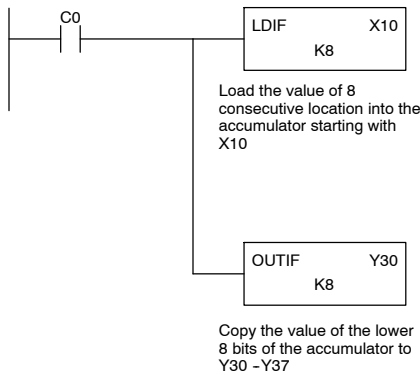 C0
LDIF X10
K8
Load the value of 8
consecutive location into the
accumulator starting with
X10
OUTIF Y30
K8
Copy the value of the lower
8 bits of the accumulator to
Y30 -Y37